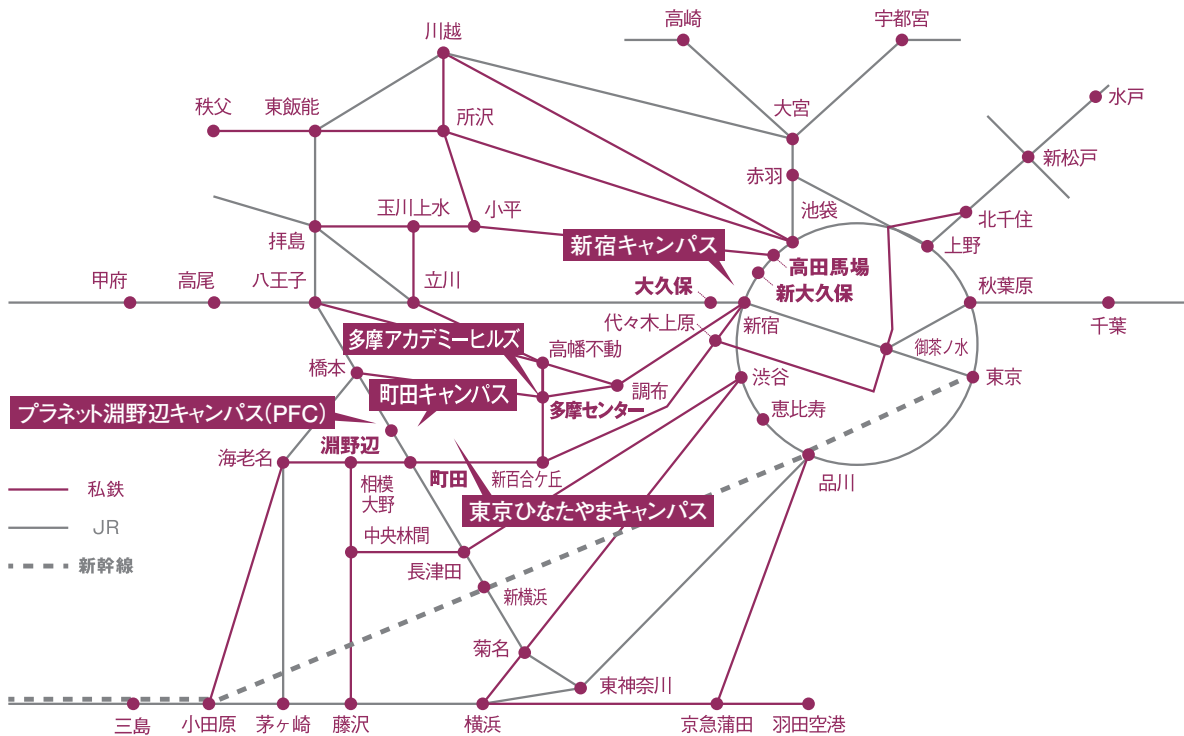 高崎
宇都宮
川越
水戸
秩父
東飯能
所沢
大宮
新松戸
赤羽
玉川上水
小平
池袋
北千住
拝島
新宿キャンパス
上野
高田馬場
甲府
高尾
八王子
立川
大久保
新大久保
秋葉原
代々木上原
新宿
千葉
多摩アカデミーヒルズ
高幡不動
御茶ノ水
橋本
町田キャンパス
調布
渋谷
東京
多摩センター
プラネット淵野辺キャンパス(PFC)
恵比寿
淵野辺
海老名
町田
新百合ケ丘
品川
相模
大野
私鉄
東京ひなたやまキャンパス
JR
中央林間
新幹線
長津田
新横浜
菊名
東神奈川
三島
小田原
茅ヶ崎
藤沢
横浜
京急蒲田
羽田空港